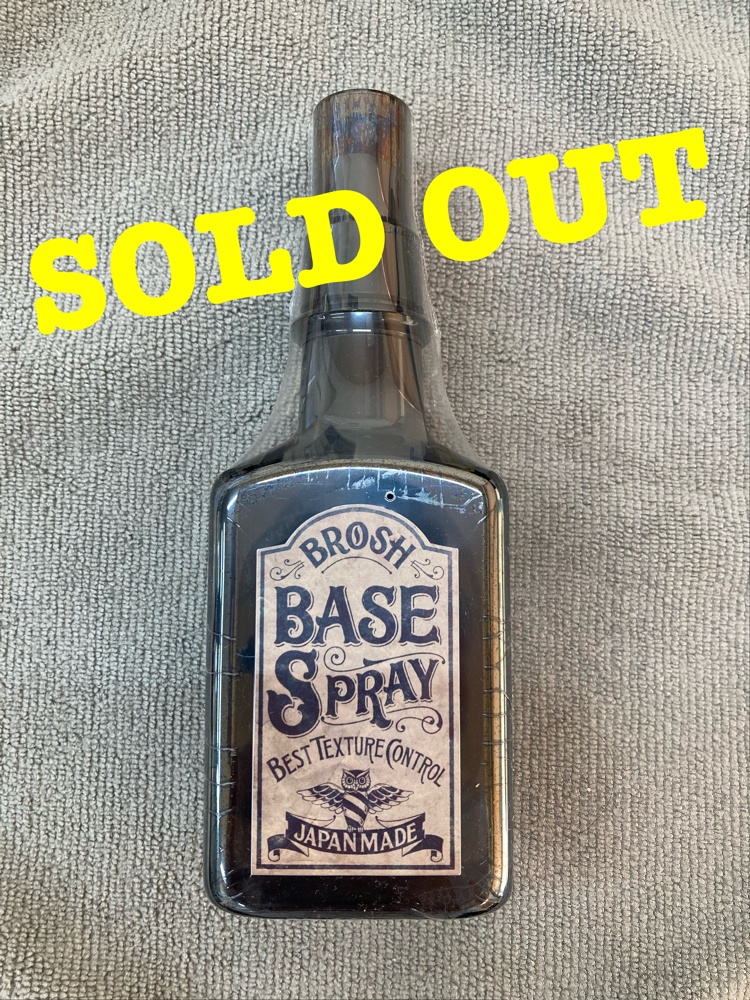 SOLD OUT
BROSH
BASE
SPRAY
BEST TEXTURE CONTROL
JAPAN MADE